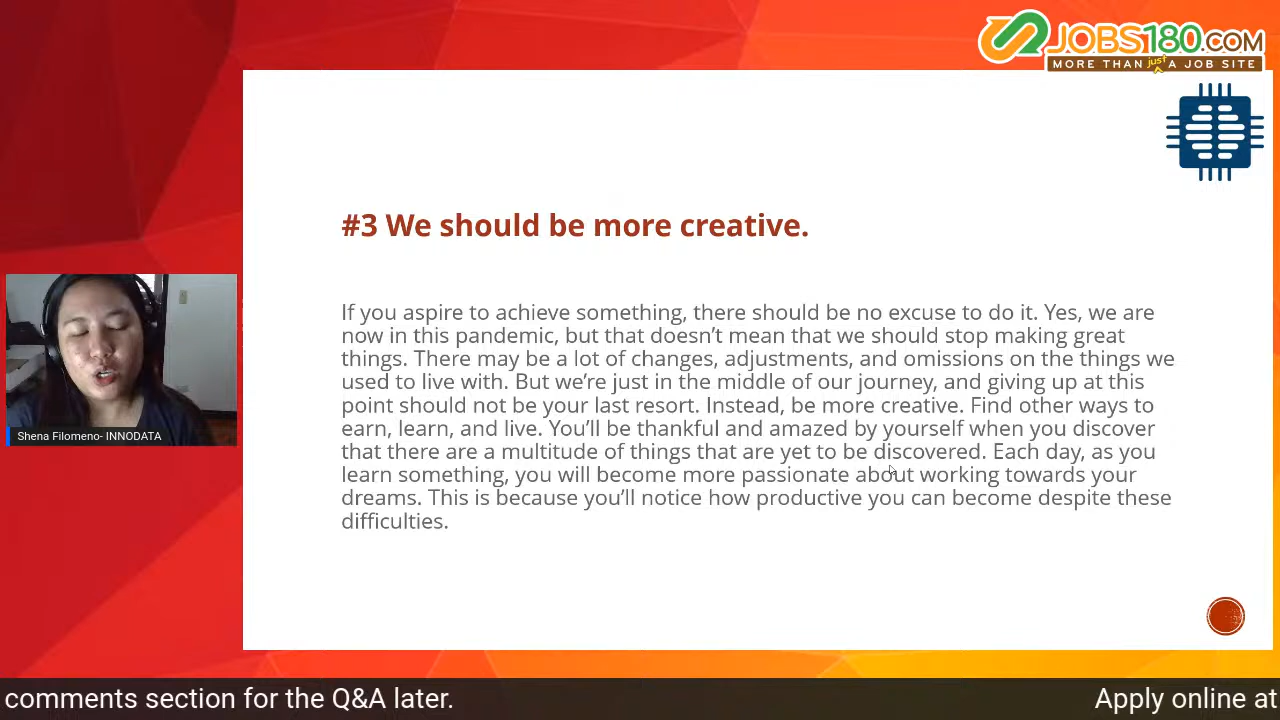 JOBS180.COM
MORE THAN just A JOB SITE
#3 We should be more creative.
If you aspire to achieve something, there should be no excuse to do it. Yes, we are
now in this pandemic, but that doesn’t mean that we should stop making great
things. There may be a lot of changes, adjustments, and omissions on the things we
used to live with. But we’re just in the middle of our journey, and giving up at this
point should not be your last resort. Instead, be more creative. Find other ways to
earn, learn, and live. You’ll be thankful and amazed by yourself when you discover
that there are a multitude of things that are yet to be discovered. Each day, as you
learn something, you will become more passionate about working towards your
dreams. This is because you’ll notice how productive you can become despite these
difficulties.
Shena Filomeno- INNODATA
comments section for the Q&A later.
Apply online at